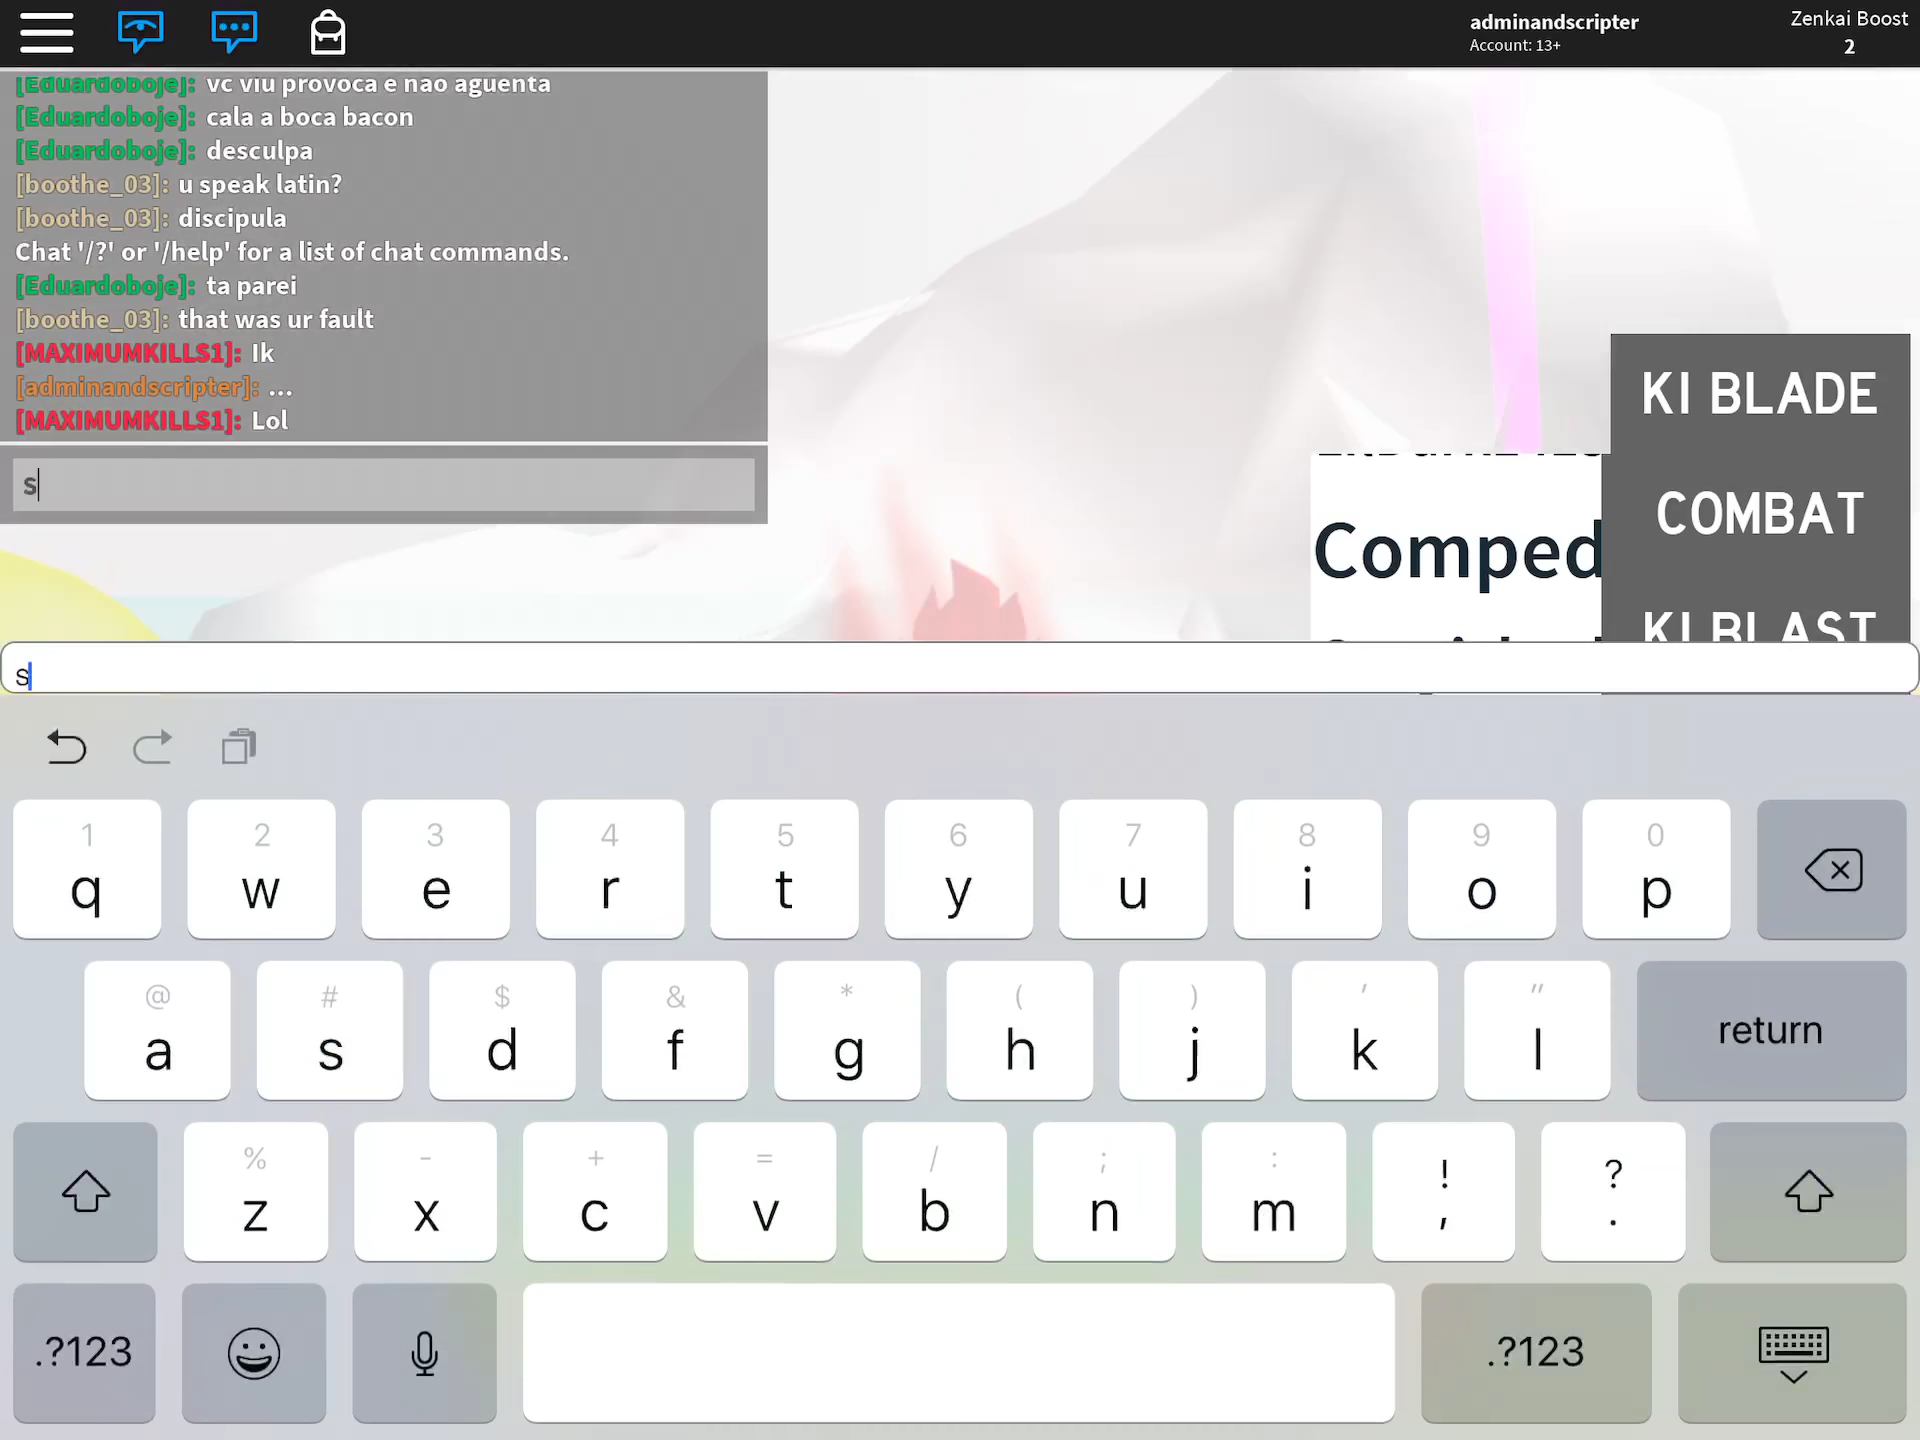 adminandscripter
Account: 13+
Zenkai Boost
2
[Eduardoboje]: vc viu provoca e nao aguenta
[Eduardoboje]: cala a boca bacon
[Eduardoboje]: desculpa
[boothe_03]: u speak latin?
[boothe_03]: discipula
Chat '/?' or '/help' for a list of chat commands.
[Eduardoboje]: ta parei
[boothe_03]: that was ur fault
[MAXIMUMKILLS1]: Ik
[adminandscripter]: ...
[MAXIMUMKILLS1]: Lol
s
KI BLADE
COMBAT
KI BLAST
Comped
s
1 2 3 4 5 6 7 8 9 0
q w e r t y u i o p
@ # $ & * ( ) ' "
a s d f g h j k l return
% - + = / ; : ! ?
z x c v b n m , .
.?123 .?123